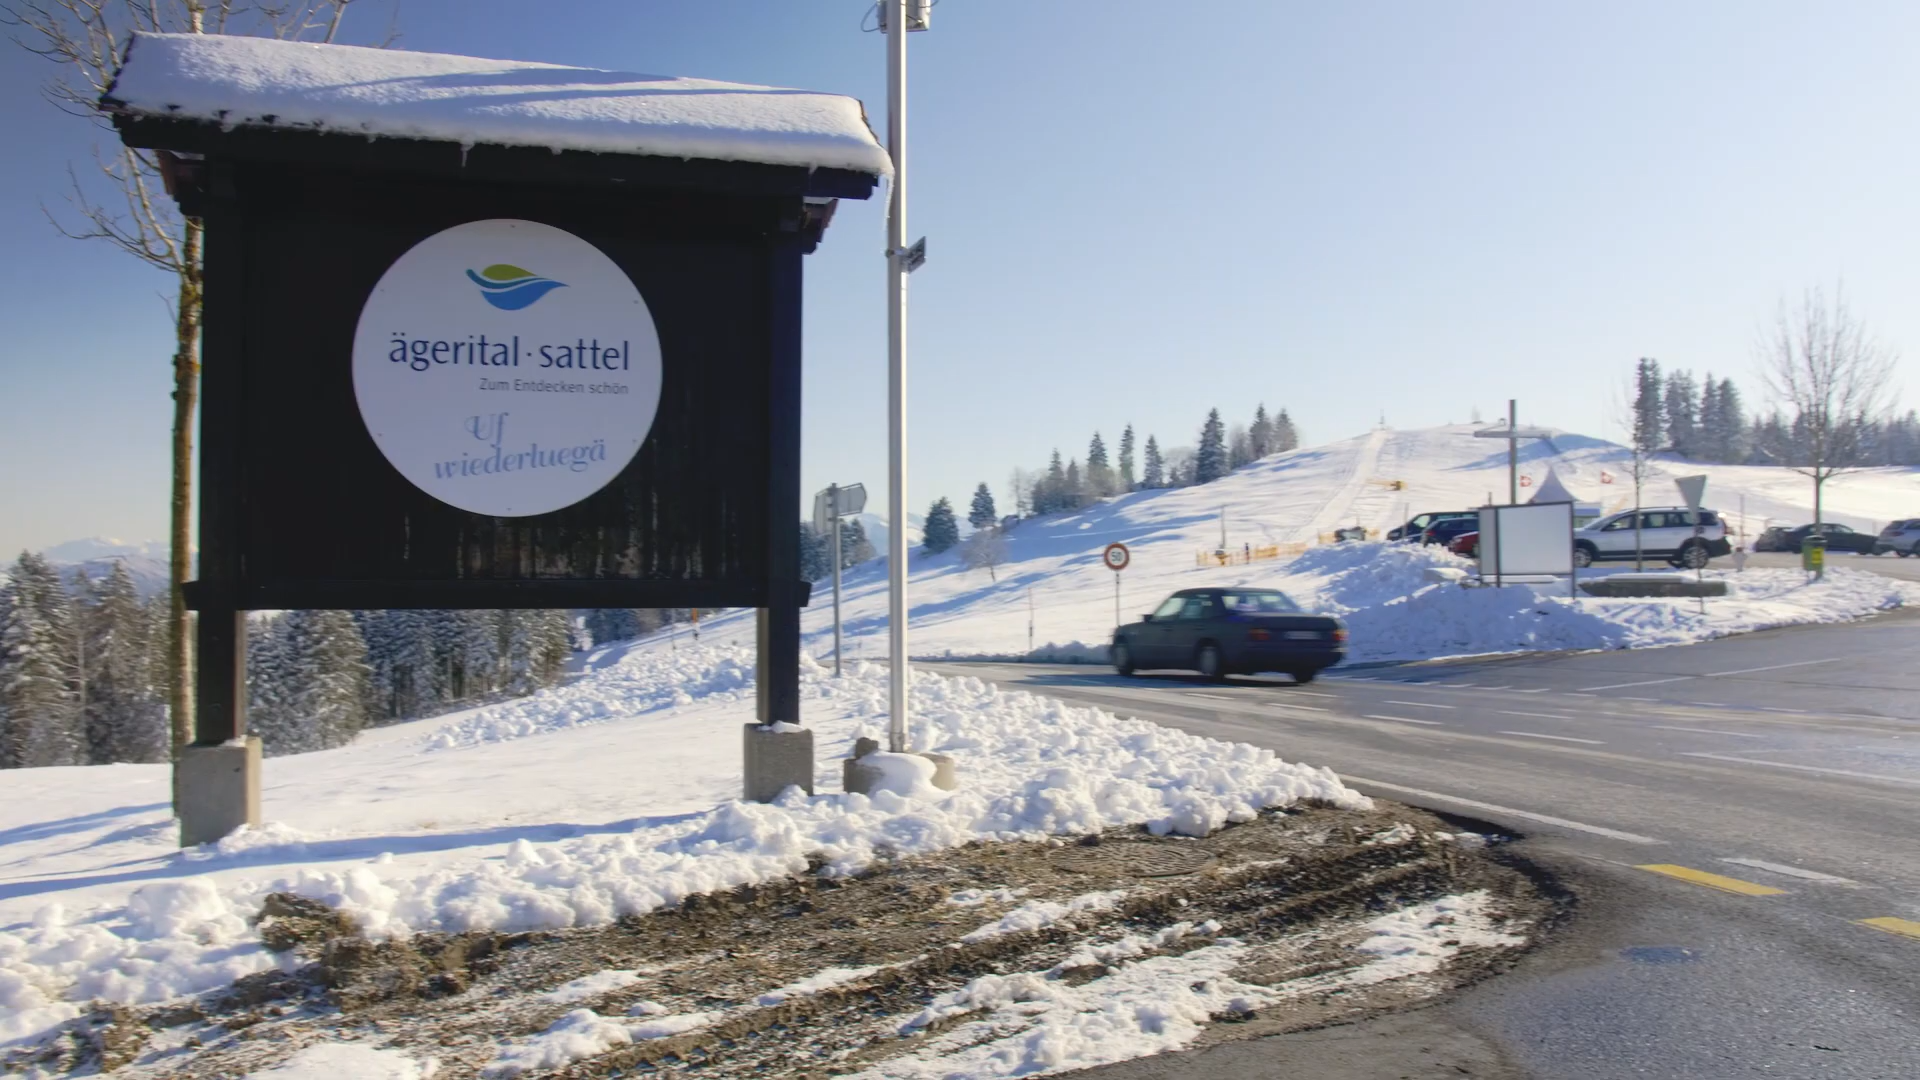 ägerital · sattel
Zum Entdecken schön
Uf
wiederluegä
50